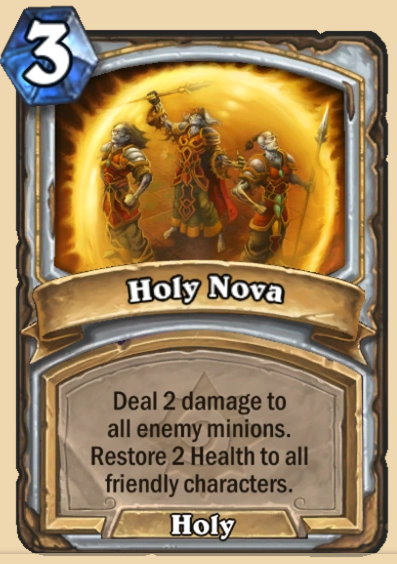 3
Holy Nova
Deal 2 damage to
all enemy minions.
Restore 2 Health to all
friendly characters.
Holy